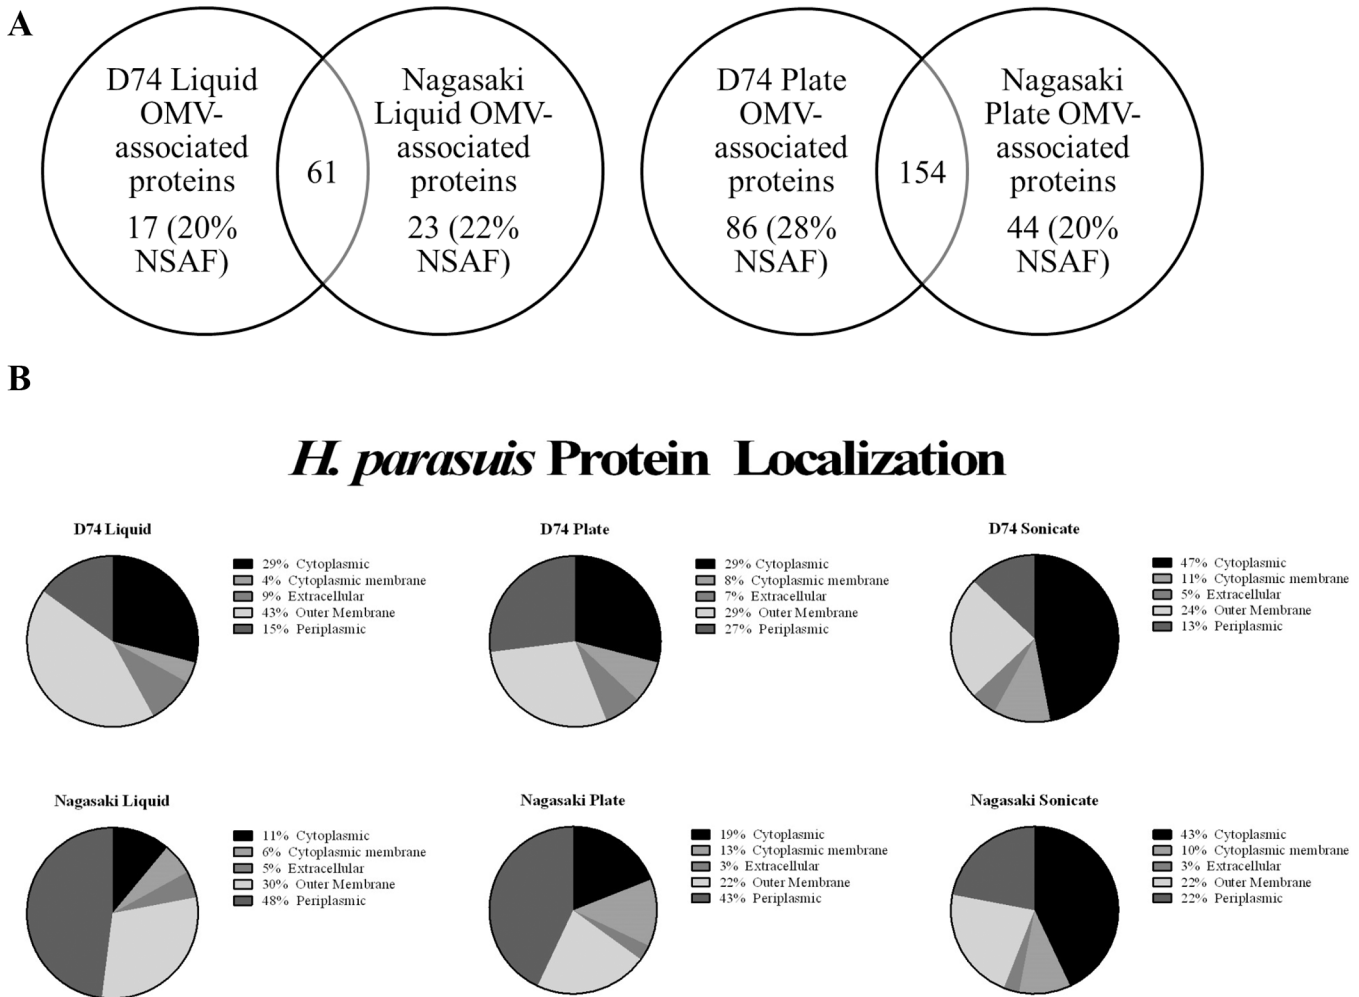 A
D74 Liquid
OMV-
associated
proteins
17 (20%
NSAF)
61
Nagasaki
Liquid OMV-
associated
proteins
23 (22%
NSAF)
D74 Plate
OMV-
associated
proteins
86 (28%
NSAF)
154
Nagasaki
Plate OMV-
associated
proteins
44 (20%
NSAF)
B
H. parasuis Protein Localization
D74 Liquid
29% Cytoplasmic
4% Cytoplasmic membrane
9% Extracellular
43% Outer Membrane
15% Periplasmic
D74 Plate
29% Cytoplasmic
8% Cytoplasmic membrane
7% Extracellular
29% Outer Membrane
27% Periplasmic
D74 Sonicate
47% Cytoplasmic
11% Cytoplasmic membrane
5% Extracellular
24% Outer Membrane
13% Periplasmic
Nagasaki Liquid
11% Cytoplasmic
6% Cytoplasmic membrane
5% Extracellular
30% Outer Membrane
48% Periplasmic
Nagasaki Plate
19% Cytoplasmic
13% Cytoplasmic membrane
3% Extracellular
22% Outer Membrane
43% Periplasmic
Nagasaki Sonicate
43% Cytoplasmic
10% Cytoplasmic membrane
3% Extracellular
22% Outer Membrane
22% Periplasmic